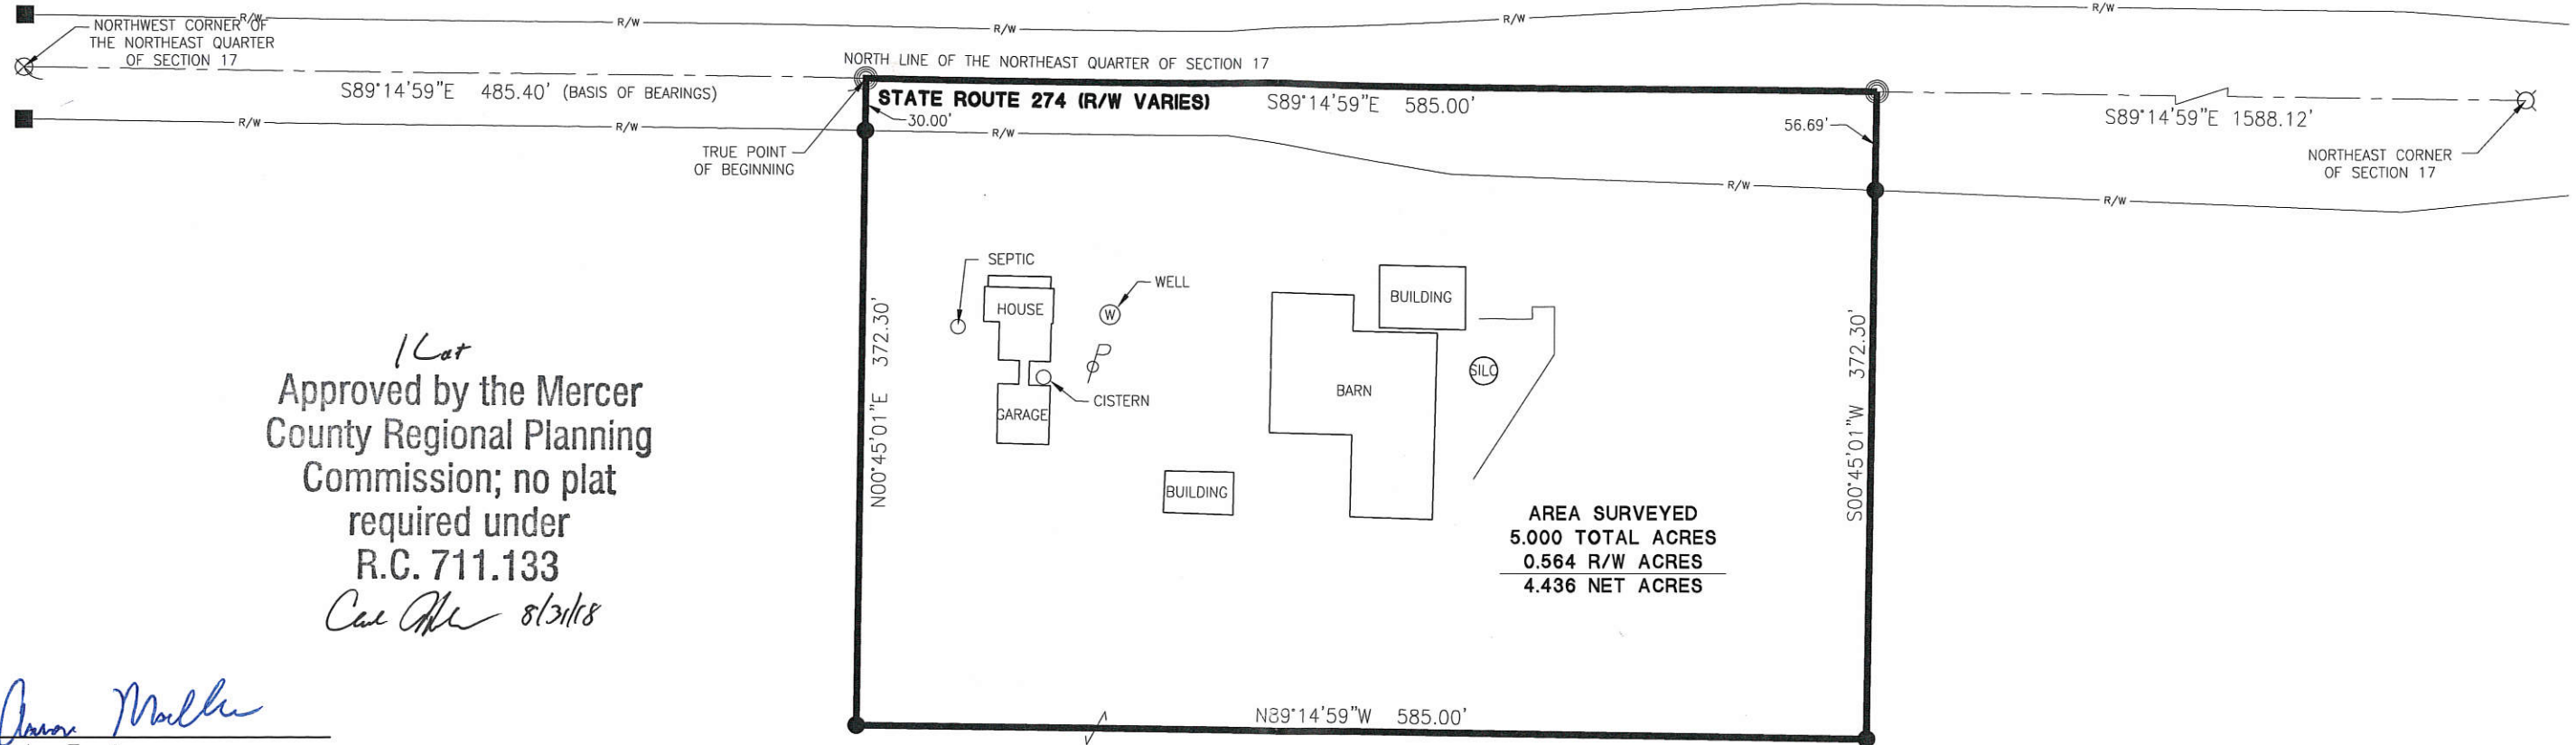 R/W
R/W
R/W
R/W
R/W
NORTHWEST CORNER OF
THE NORTHEAST QUARTER
OF SECTION 17
NORTH LINE OF THE NORTHEAST QUARTER OF SECTION 17
S89°14'59"E 485.40' (BASIS OF BEARINGS)
STATE ROUTE 274 (R/W VARIES)
S89°14'59"E 585.00'
S89°14'59"E 1588.12'
30.00'
56.69'
R/W
R/W
R/W
R/W
R/W
TRUE POINT
OF BEGINNING
NORTHEAST CORNER
OF SECTION 17
SEPTIC
WELL
W
HOUSE
BUILDING
SILO
BARN
CISTERN
GARAGE
BUILDING
N00°45'01"E 372.30'
S00°45'01"W 372.30'
1 Lot
Approved by the Mercer
County Regional Planning
Commission; no plat
required under
R.C. 711.133
8/31/18
AREA SURVEYED
5.000 TOTAL ACRES
0.564 R/W ACRES
4.436 NET ACRES
N89°14'59"W 585.00'